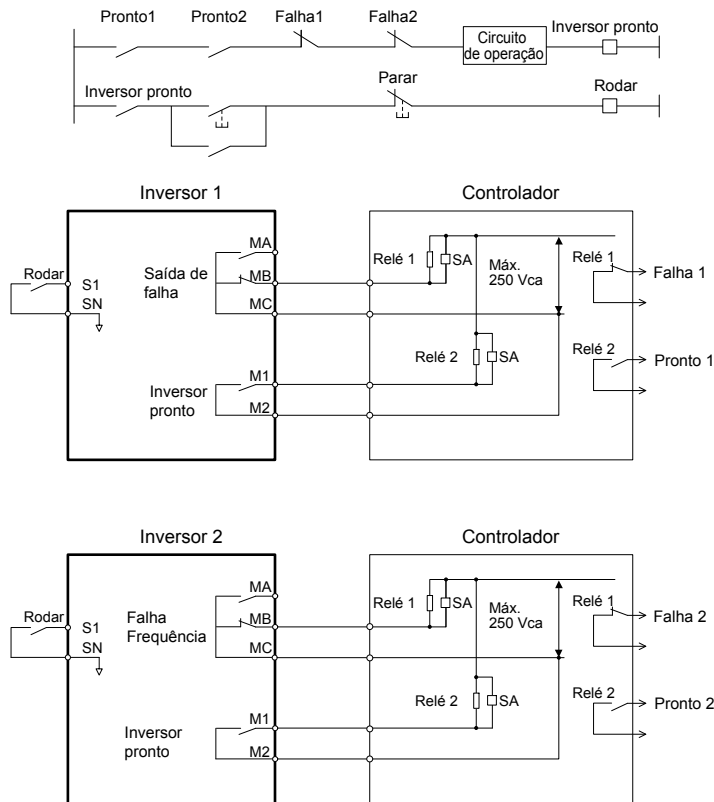 Pronto1
Pronto2
Falha1
Falha2
Circuito
de operação
Inversor pronto
Inversor pronto
Parar
Rodar
Inversor 1
Controlador
Rodar
S1
SN
Saída de
falha
MA
MB
MC
Inversor
pronto
M1
M2
Relé 1
SA
Máx.
250 Vca
Relé 2
SA
Relé 1
Falha 1
Relé 2
Pronto 1
Inversor 2
Controlador
Rodar
S1
SN
Falha
Frequência
MA
MB
MC
Inversor
pronto
M1
M2
Relé 1
SA
Máx.
250 Vca
Relé 2
SA
Relé 1
Falha 2
Relé 2
Pronto 2